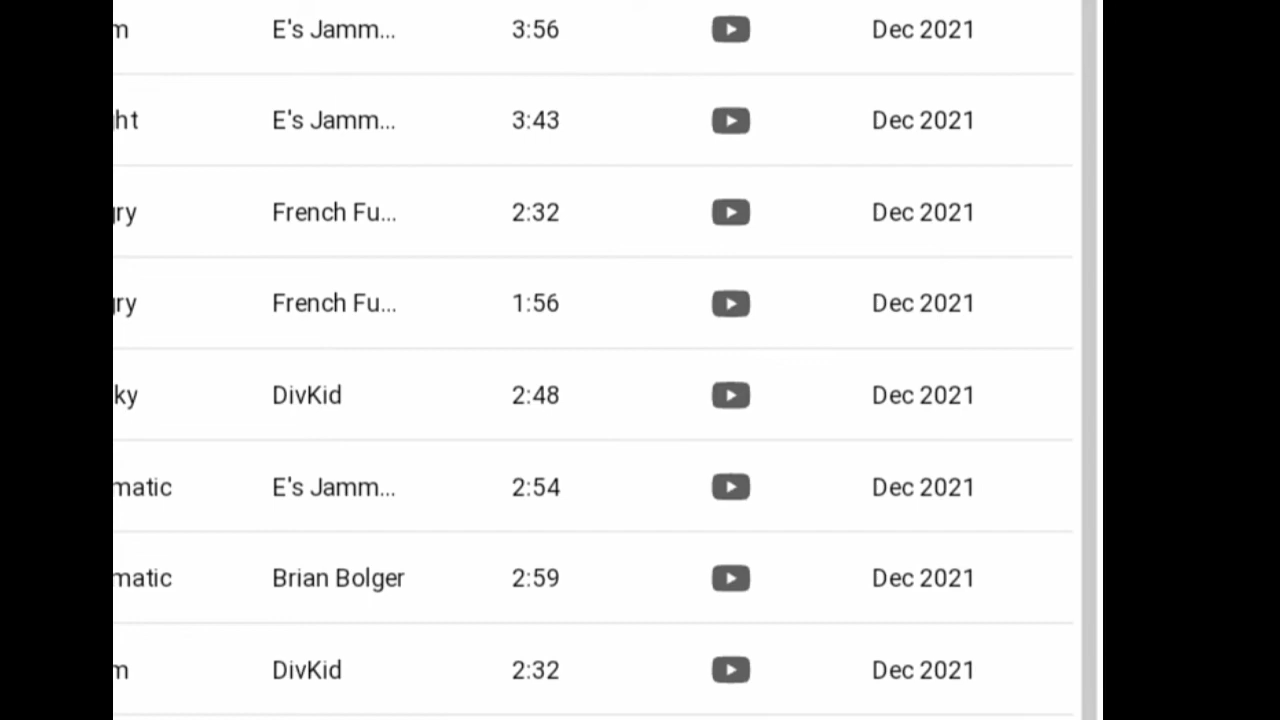 m E's Jamm... 3:56 Dec 2021
ht E's Jamm... 3:43 Dec 2021
gry French Fu... 2:32 Dec 2021
gry French Fu... 1:56 Dec 2021
ky DivKid 2:48 Dec 2021
matic E's Jamm... 2:54 Dec 2021
matic Brian Bolger 2:59 Dec 2021
m DivKid 2:32 Dec 2021